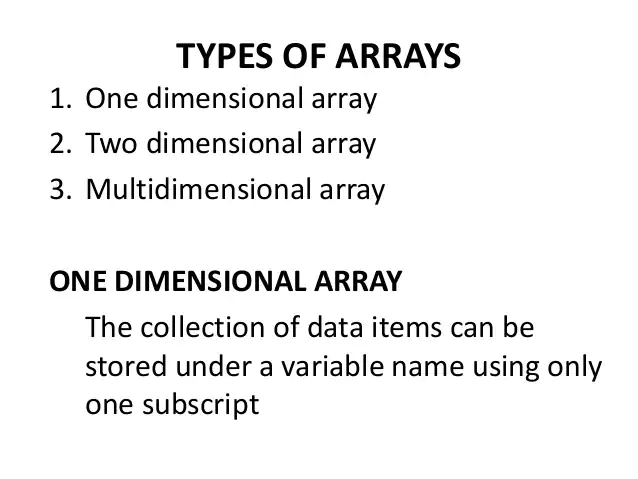 TYPES OF ARRAYS
1. One dimensional array
2. Two dimensional array
3. Multidimensional array
ONE DIMENSIONAL ARRAY
The collection of data items can be
stored under a variable name using only
one subscript